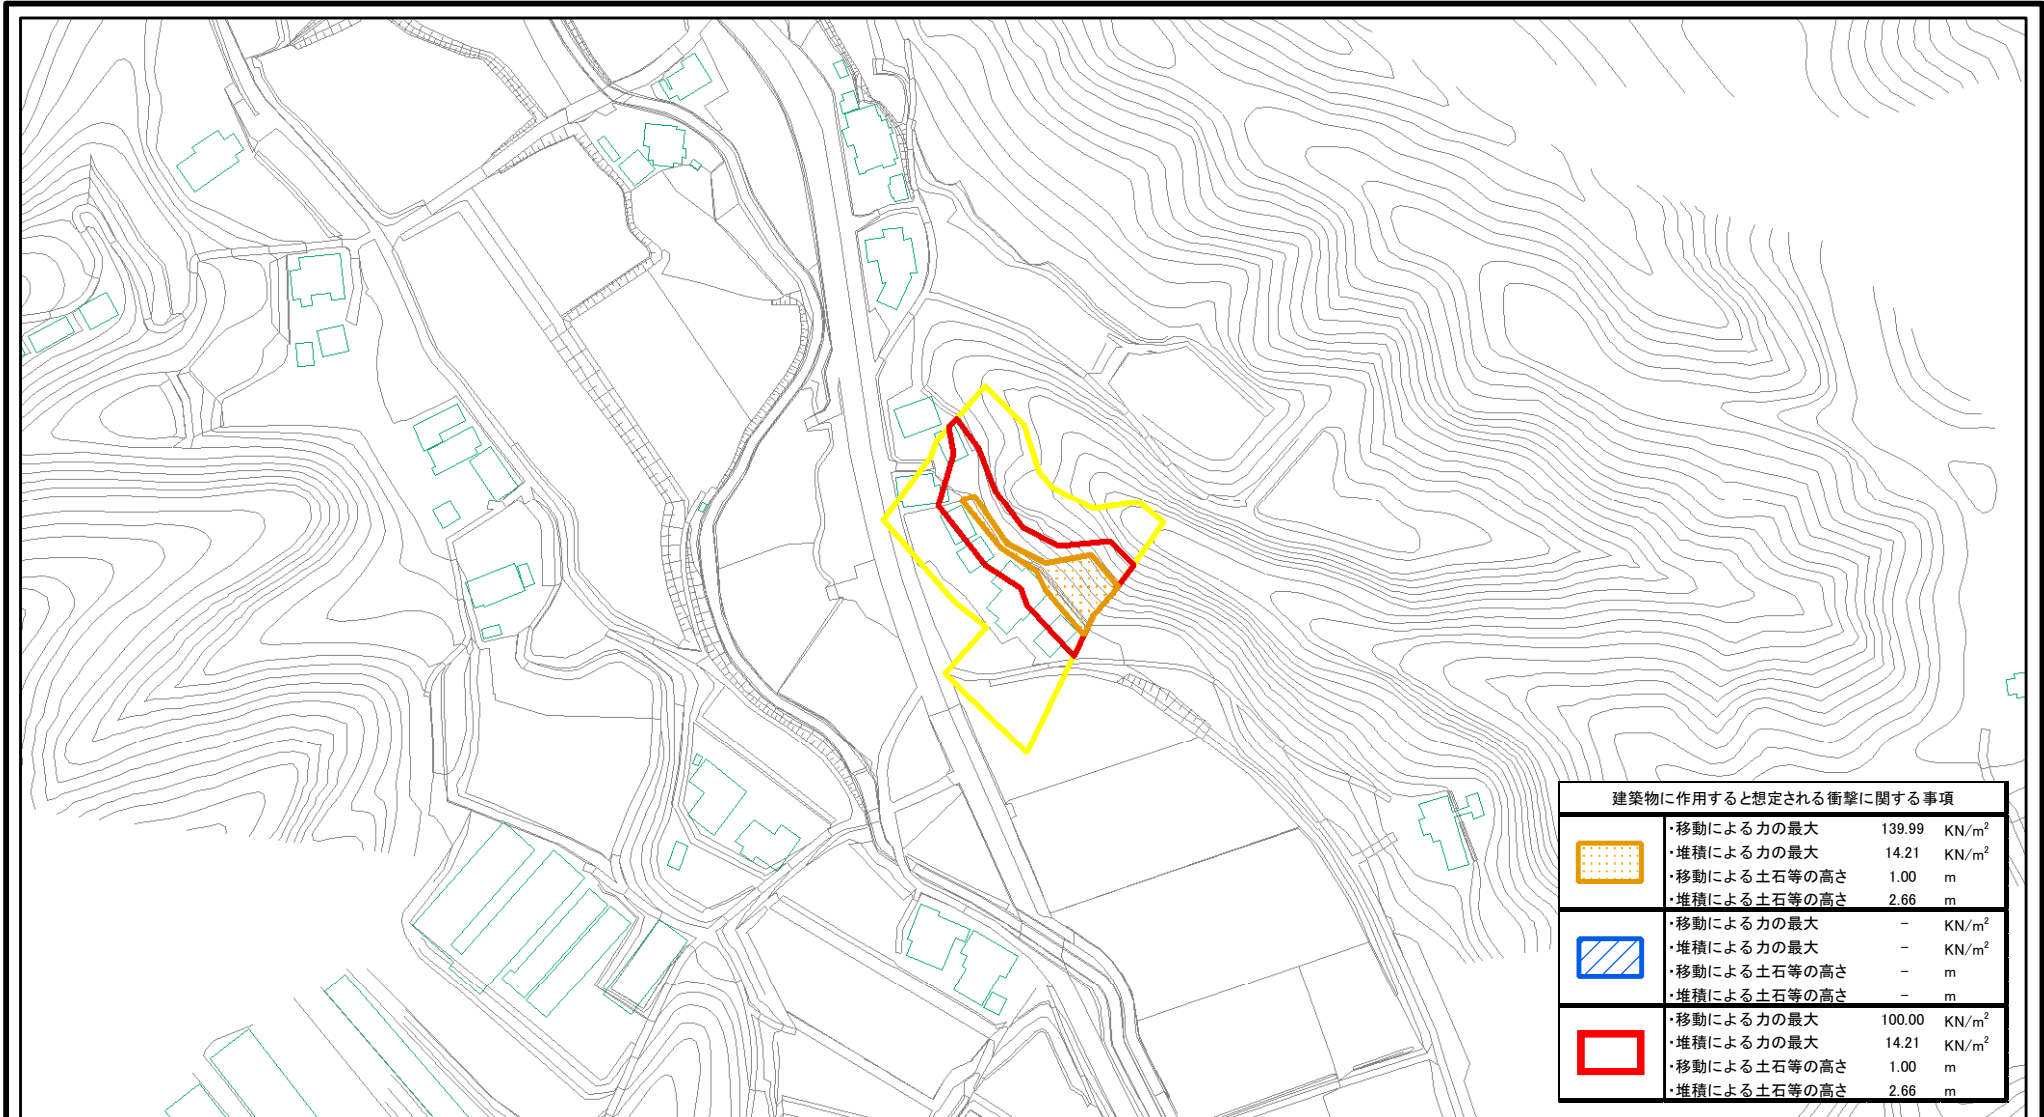 建築物に作用すると想定される衝撃に関する事項
・移動による力の最大 139.99 KN/m²
・堆積による力の最大 14.21 KN/m²
・移動による土石等の高さ 1.00 m
・堆積による土石等の高さ 2.66 m
・移動による力の最大 - KN/m²
・堆積による力の最大 - KN/m²
・移動による土石等の高さ - m
・堆積による土石等の高さ - m
・移動による力の最大 100.00 KN/m²
・堆積による力の最大 14.21 KN/m²
・移動による土石等の高さ 1.00 m
・堆積による土石等の高さ 2.66 m